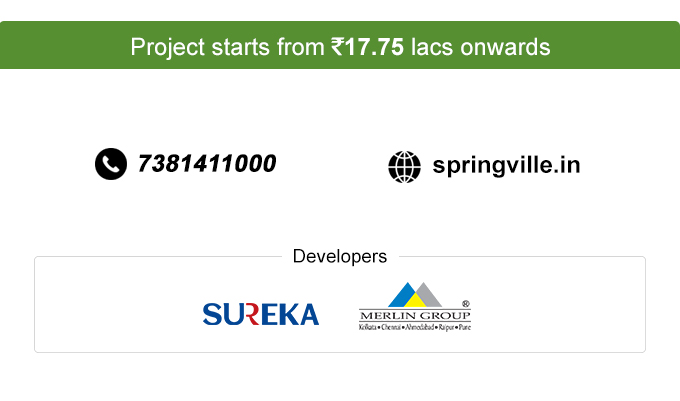 Project starts from ₹17.75 lacs onwards
7381411000
springville.in
Developers
SUREKA
MERLIN GROUP ®
Kolkata • Chennai • Ahmedabad • Raipur • Pune